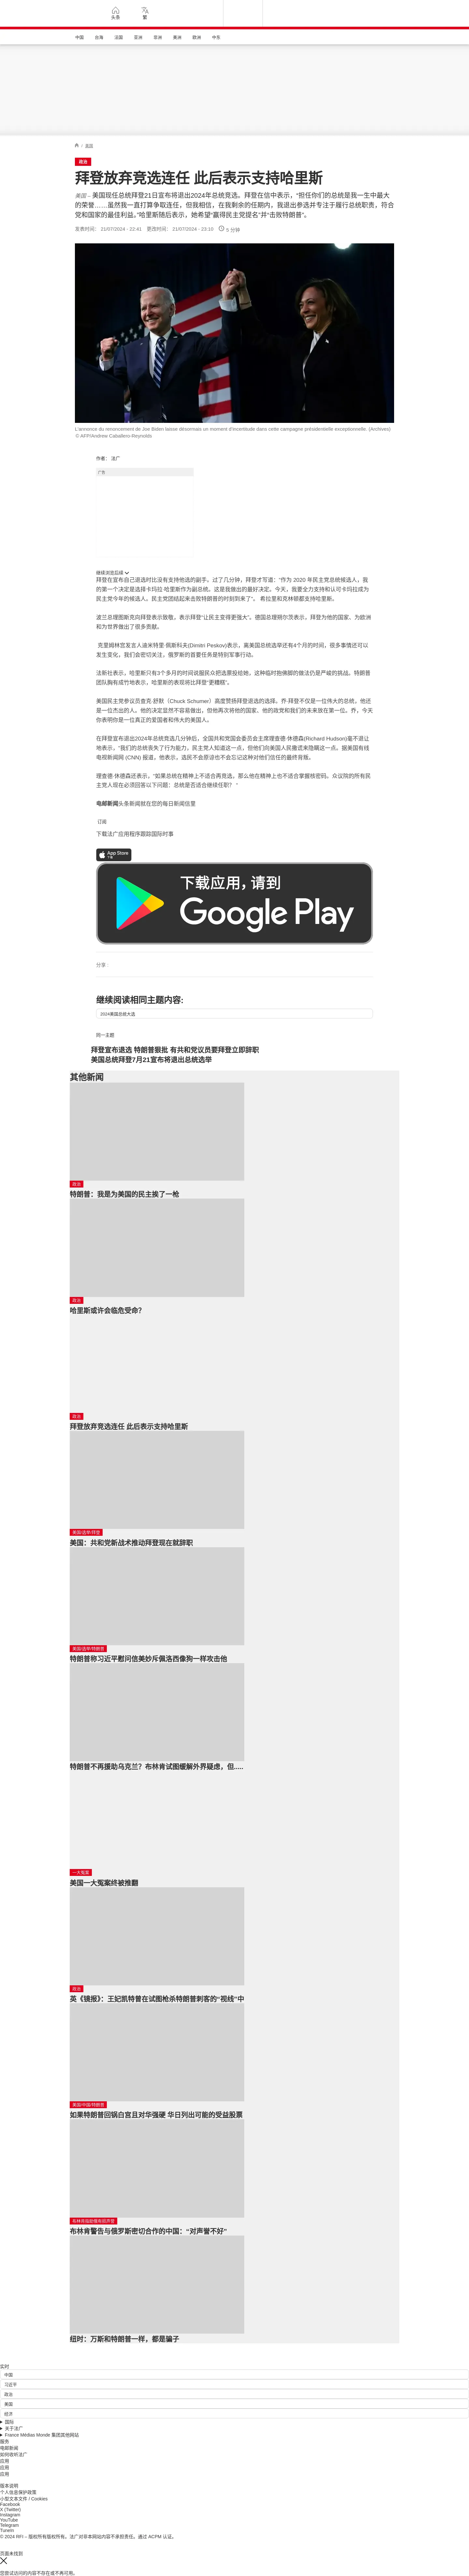 头条
繁
中国
台海
法国
亚洲
非洲
美洲
欧洲
中东
美国
政治
拜登放弃竞选连任 此后表示支持哈里斯
美国 – 美国现任总统拜登21日宣布将退出2024年总统竞选。拜登在信中表示，“担任你们的总统是我一生中最大的荣誉……虽然我一直打算争取连任，但我相信，在我剩余的任期内，我退出参选并专注于履行总统职责，符合党和国家的最佳利益。”哈里斯随后表示，她希望“赢得民主党提名”并“击败特朗普”。
发表时间： 21/07/2024 - 22:41 更改时间： 21/07/2024 - 23:10 5 分钟
L'annonce du renoncement de Joe Biden laisse désormais un moment d'incertitude dans cette campagne présidentielle exceptionnelle. (Archives).
© AFP/Andrew Caballero-Reynolds
作者： 法广
广告
继续浏览后续
拜登在宣布自己退选时比没有支持他选的副手。过了几分钟，拜登才写道：“作为 2020 年民主党总统候选人，我的第一个决定是选择卡玛拉·哈里斯作为副总统。这是我做出的最好决定。今天，我要全力支持和认可卡玛拉成为民主党今年的候选人。民主党团结起来击败特朗普的时刻到来了”。 希拉里和克林顿都支持哈里斯。
波兰总理图斯克向拜登表示致敬，表示拜登“让民主变得更强大”。德国总理朔尔茨表示，拜登为他的国家、为欧洲和为世界做出了很多贡献。
克里姆林宫发言人迪米特里·佩斯科夫(Dimitri Peskov)表示，离美国总统选举还有4个月的时间，很多事情还可以发生变化，我们会密切关注，俄罗斯的首要任务是特别军事行动。
法新社表示，哈里斯只有3个多月的时间说服民众把选票投给她，这种临时抱佛脚的做法仍是严峻的挑战。特朗普团队胸有成竹地表示，哈里斯的表现将比拜登“更糟糕”。
美国民主党参议员查克·舒默（Chuck Schumer）高度赞扬拜登退选的选择。乔·拜登不仅是一位伟大的总统，他还是一位杰出的人。他的决定显然不容易做出，但他再次将他的国家、他的政党和我们的未来放在第一位。乔，今天你表明你是一位真正的爱国者和伟大的美国人。
在拜登宣布退出2024年总统竞选几分钟后，全国共和党国会委员会主席理查德·休德森(Richard Hudson)毫不避让地表示，“我们的总统丧失了行为能力，民主党人知道这一点，但他们向美国人民撒谎来隐瞒这一点。据美国有线电视新闻网 (CNN) 报道，他表示，选民不会原谅也不会忘记这种对他们信任的最终背叛。
理查德·休德森还表示，“如果总统在精神上不适合再竞选，那么他在精神上也不适合掌握核密码。众议院的所有民主党人现在必须回答以下问题：总统是否适合继续任职？ ”
电邮新闻头条新闻就在您的每日新闻信里
订阅
下载法广应用程序跟踪国际时事
App Store
下载
下载应用，请到
Google Play
分享 :
继续阅读相同主题内容:
2024美国总统大选
同一主题
拜登宣布退选 特朗普狠批 有共和党议员要拜登立即辞职
美国总统拜登7月21宣布将退出总统选举
其他新闻
政治
特朗普：我是为美国的民主挨了一枪
政治
哈里斯或许会临危受命?
政治
拜登放弃竞选连任 此后表示支持哈里斯
美国/选举/拜登
美国：共和党新战术推动拜登现在就辞职
美国/选举/特朗普
特朗普称习近平慰问信美妙斥佩洛西像狗一样攻击他
特朗普不再援助乌克兰？布林肯试图缓解外界疑虑，但.....
一大冤案
美国一大冤案终被推翻
政治
英《镜报》：王妃凯特曾在试图枪杀特朗普刺客的“视线”中
美国/中国/特朗普
如果特朗普回锅白宫且对华强硬 华日列出可能的受益股票
布林肯警告与俄罗斯密切合作的中国：“对声誉不好”
纽时：万斯和特朗普一样，都是骗子
实时
中国
习近平
政治
美国
经济
国际
关于法广
France Médias Monde 集团其他网站
服务
电邮新闻
如何收听法广
应用
应用
应用
版本说明
个人信息保护政策
小型文本文件 / Cookies
Facebook
X (Twitter)
Instagram
YouTube
Telegram
TuneIn
© 2024 RFI – 版权所有版权所有。法广对非本网站内容不承担责任。通过 ACPM 认证。
页面未找到
您尝试访问的内容不存在或不再可用。